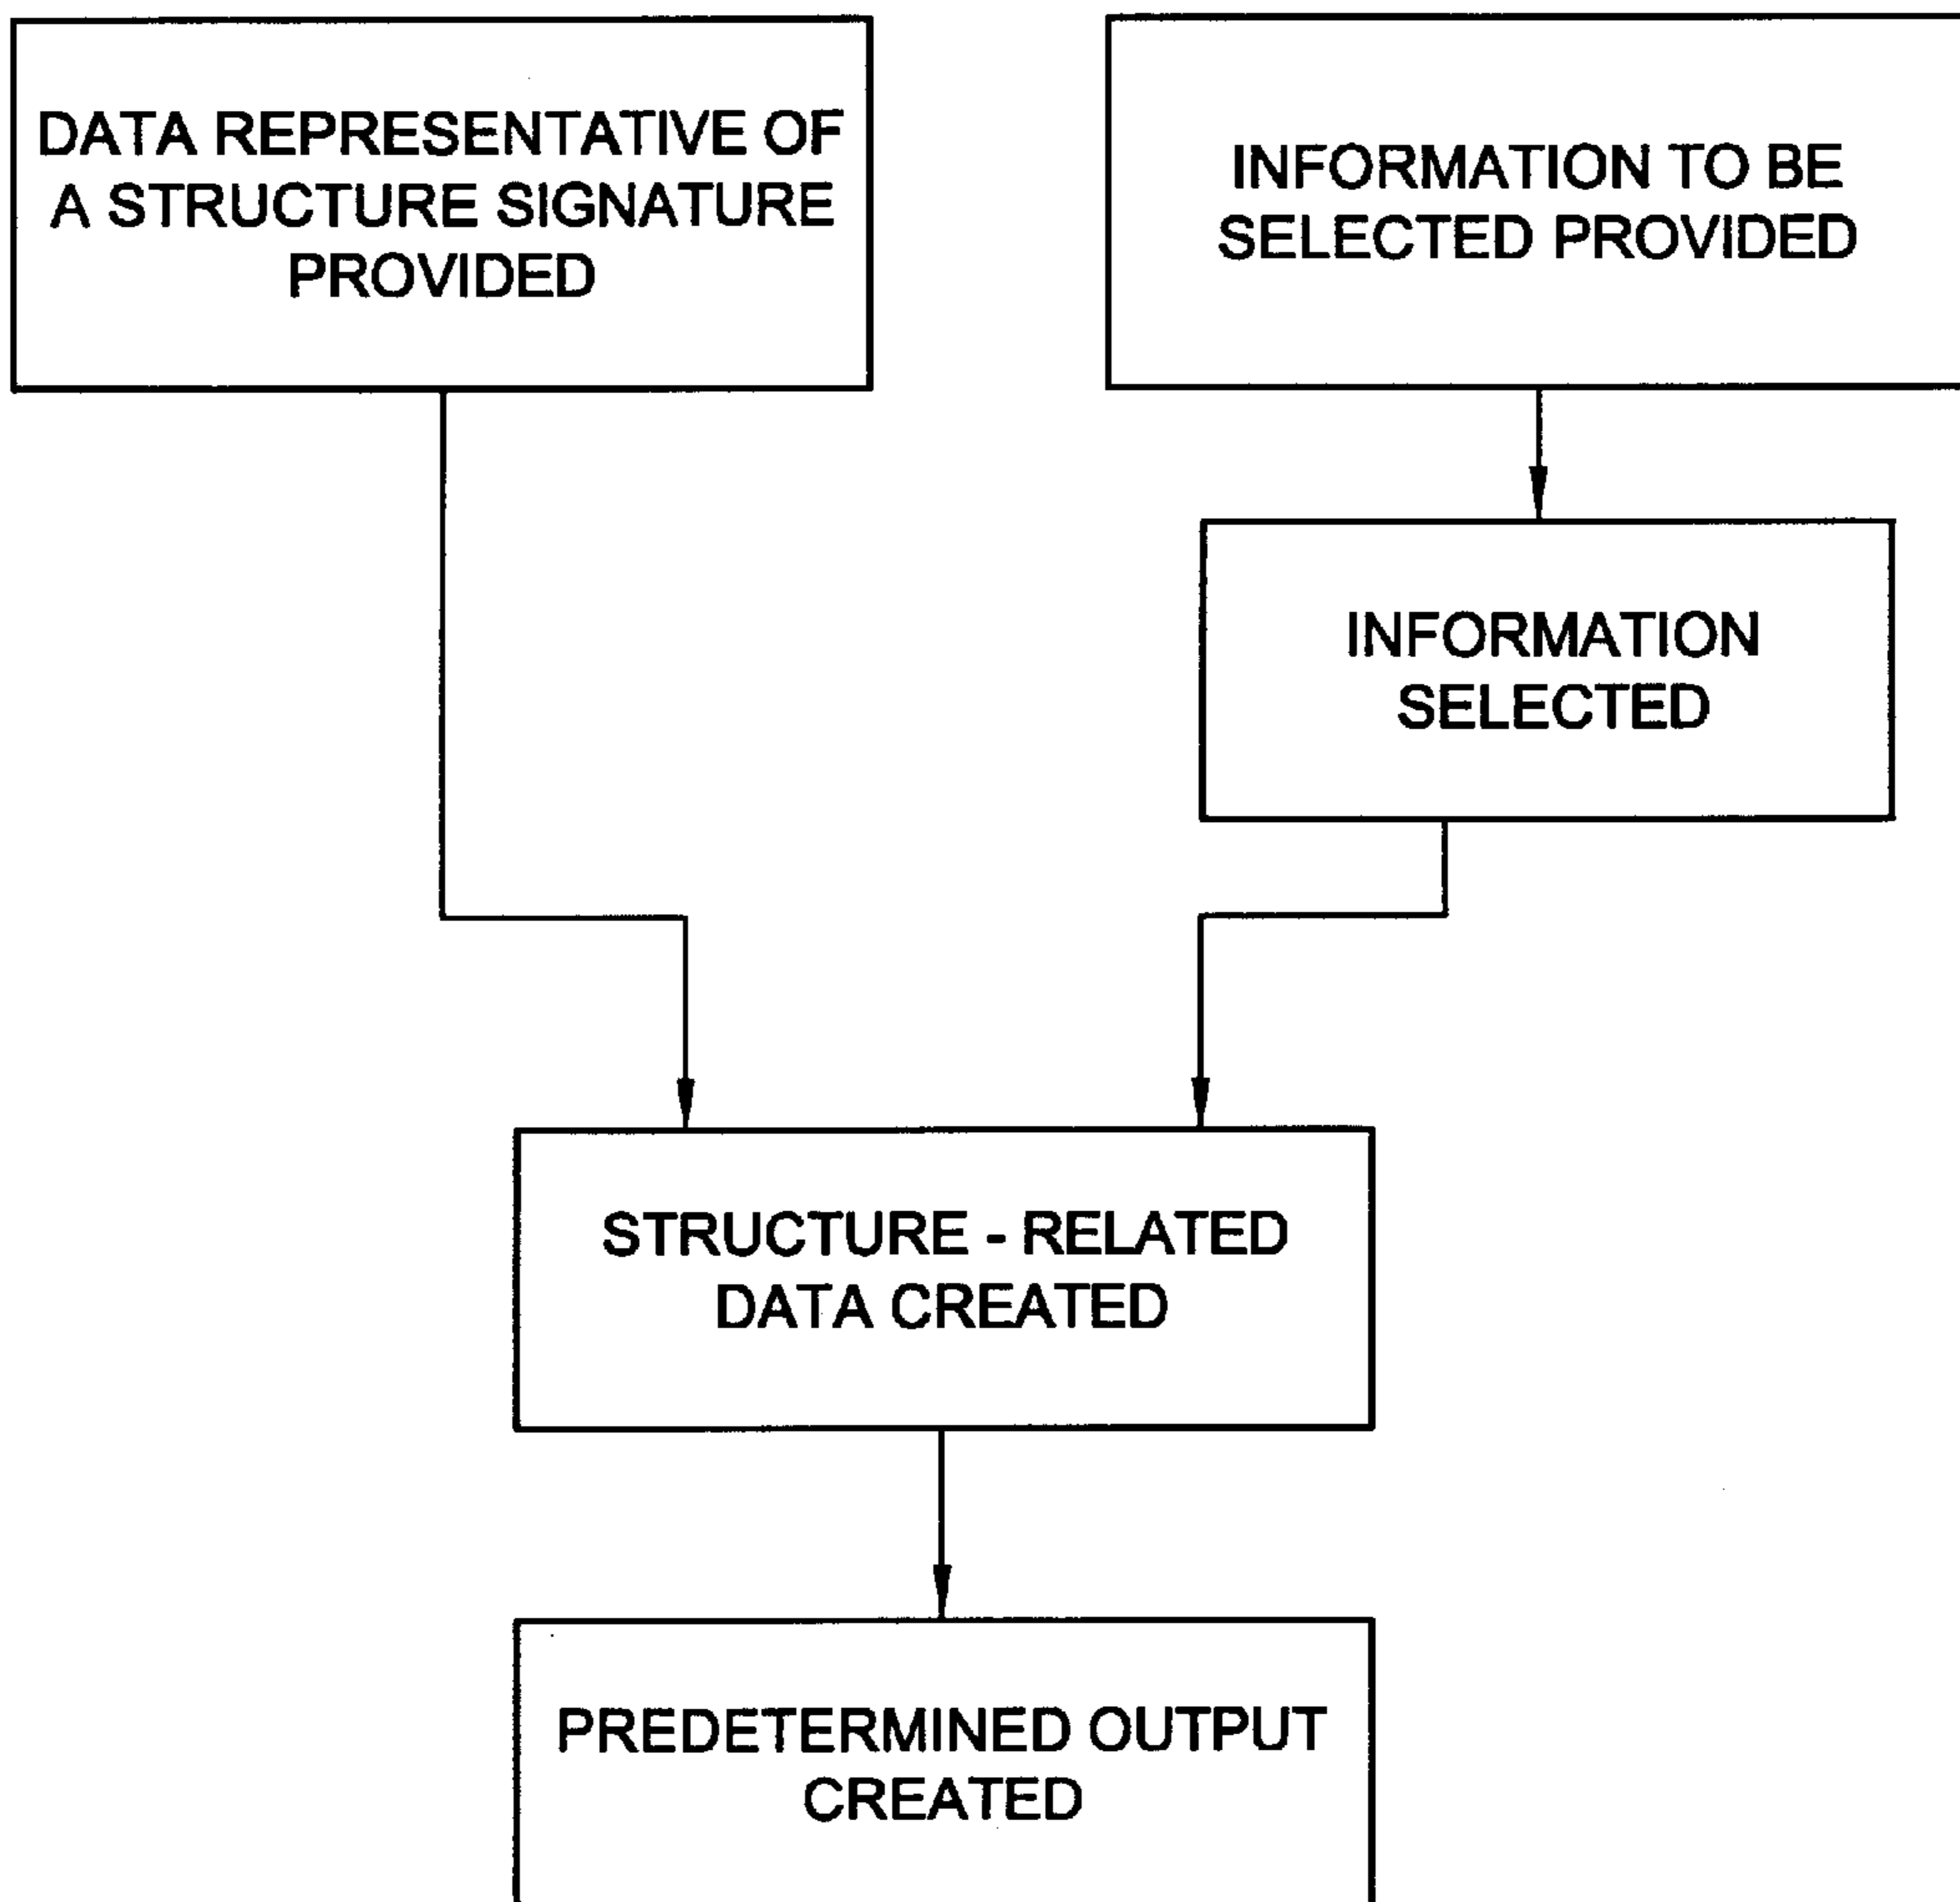 DATA REPRESENTATIVE OF
A STRUCTURE SIGNATURE
PROVIDED
INFORMATION TO BE
SELECTED PROVIDED
INFORMATION
SELECTED
STRUCTURE - RELATED
DATA CREATED
PREDETERMINED OUTPUT
CREATED